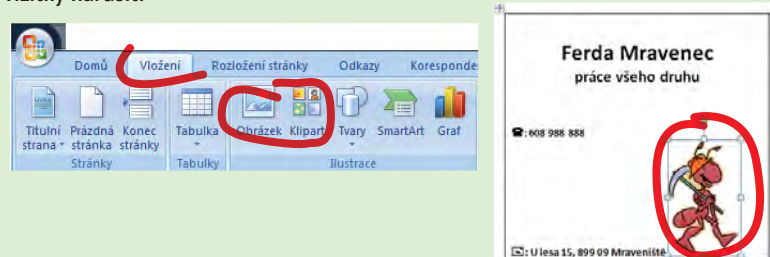 Domů Vložení Rozložení stránky Odkazy Koresponde
Titulní strana Prázdná stránka Konec stránky Tabulka Obrázek Klipart Tvary SmartArt Graf
Stránky Tabulky Ilustrace
Ferda Mravenec
práce všeho druhu
☎: 608 988 888
: U lesa 15, 899 09 Mraveniště